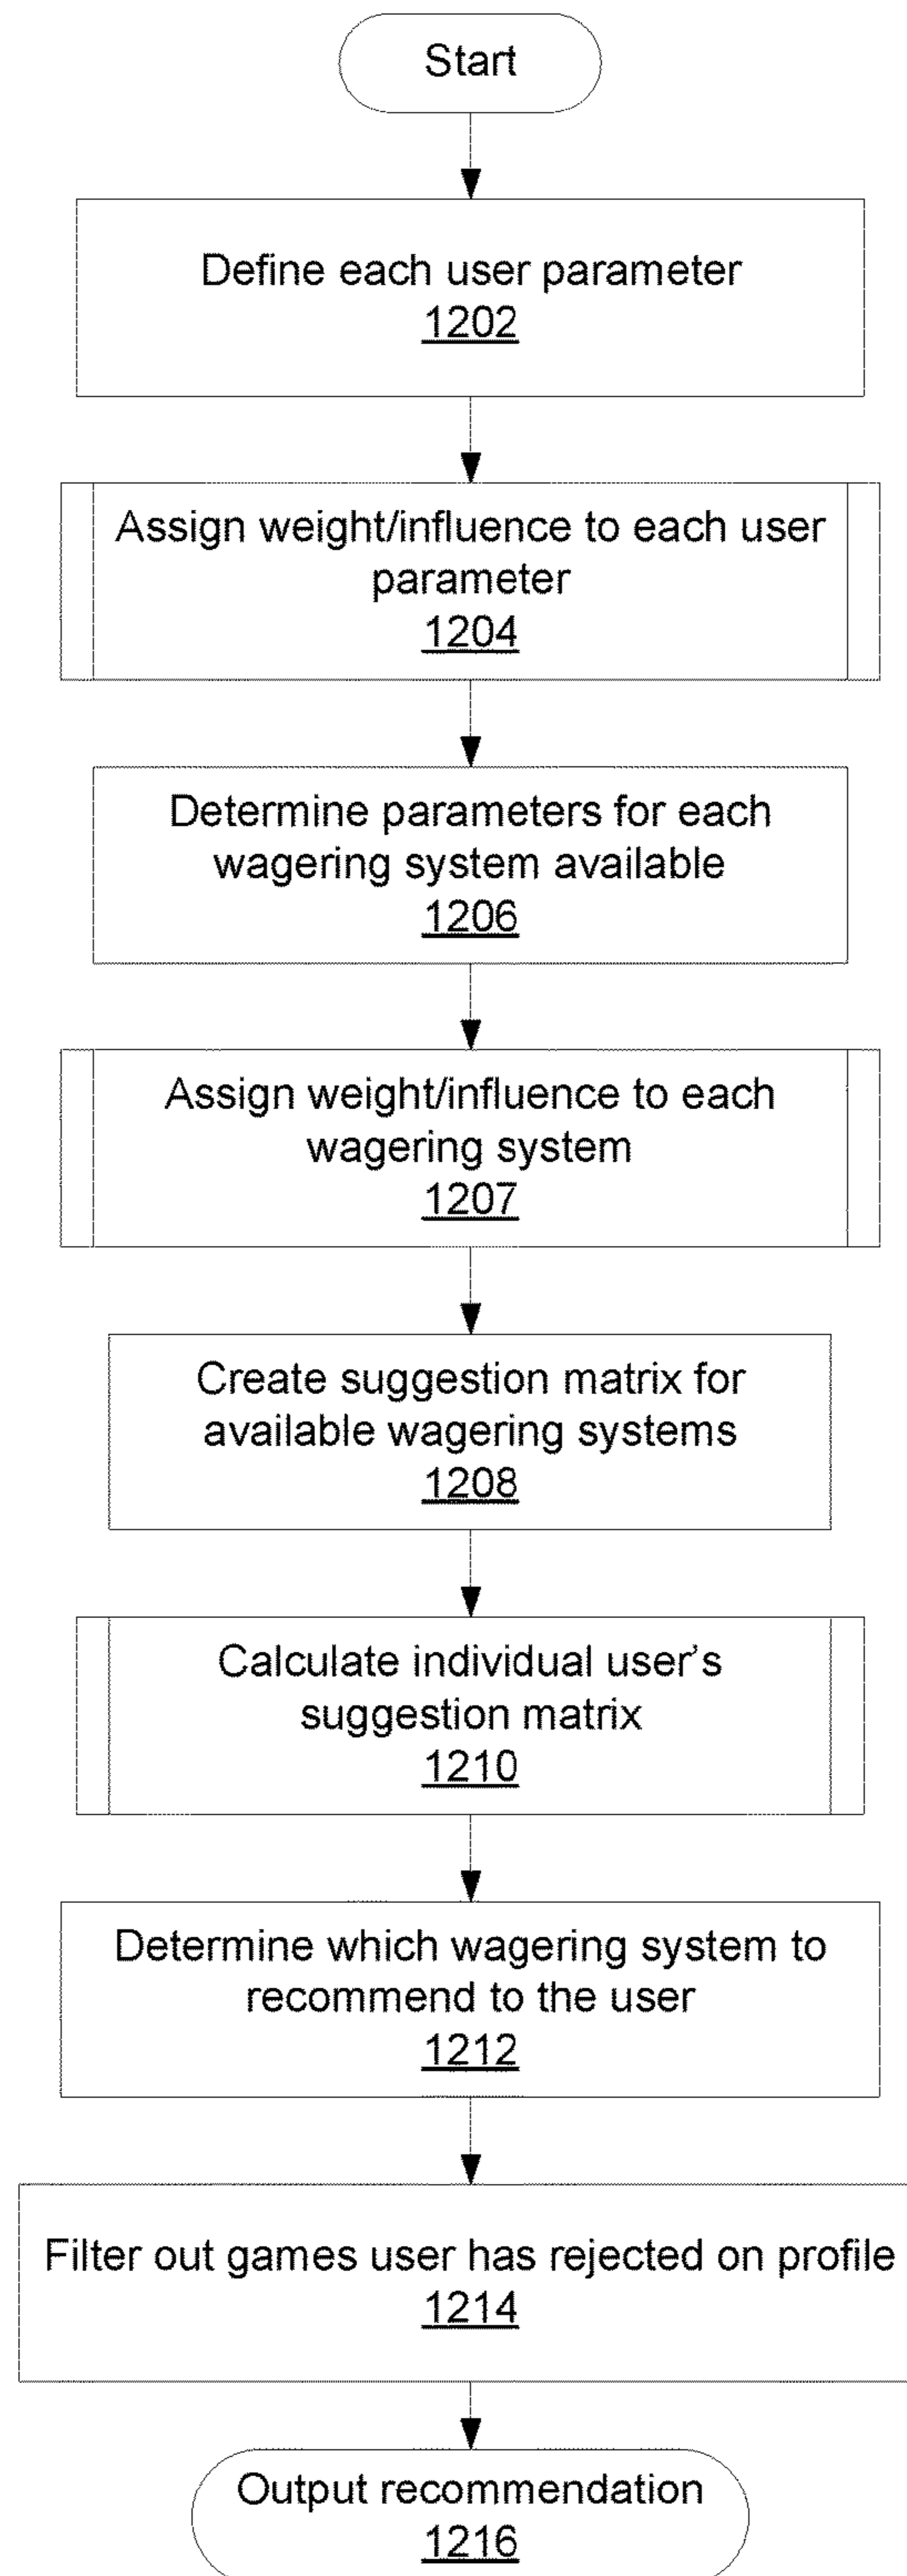 Start
Define each user parameter
1202
Assign weight/influence to each user
parameter
1204
Determine parameters for each
wagering system available
1206
Assign weight/influence to each
wagering system
1207
Create suggestion matrix for
available wagering systems
1208
Calculate individual user's
suggestion matrix
1210
Determine which wagering system to
recommend to the user
1212
Filter out games user has rejected on profile
1214
Output recommendation
1216